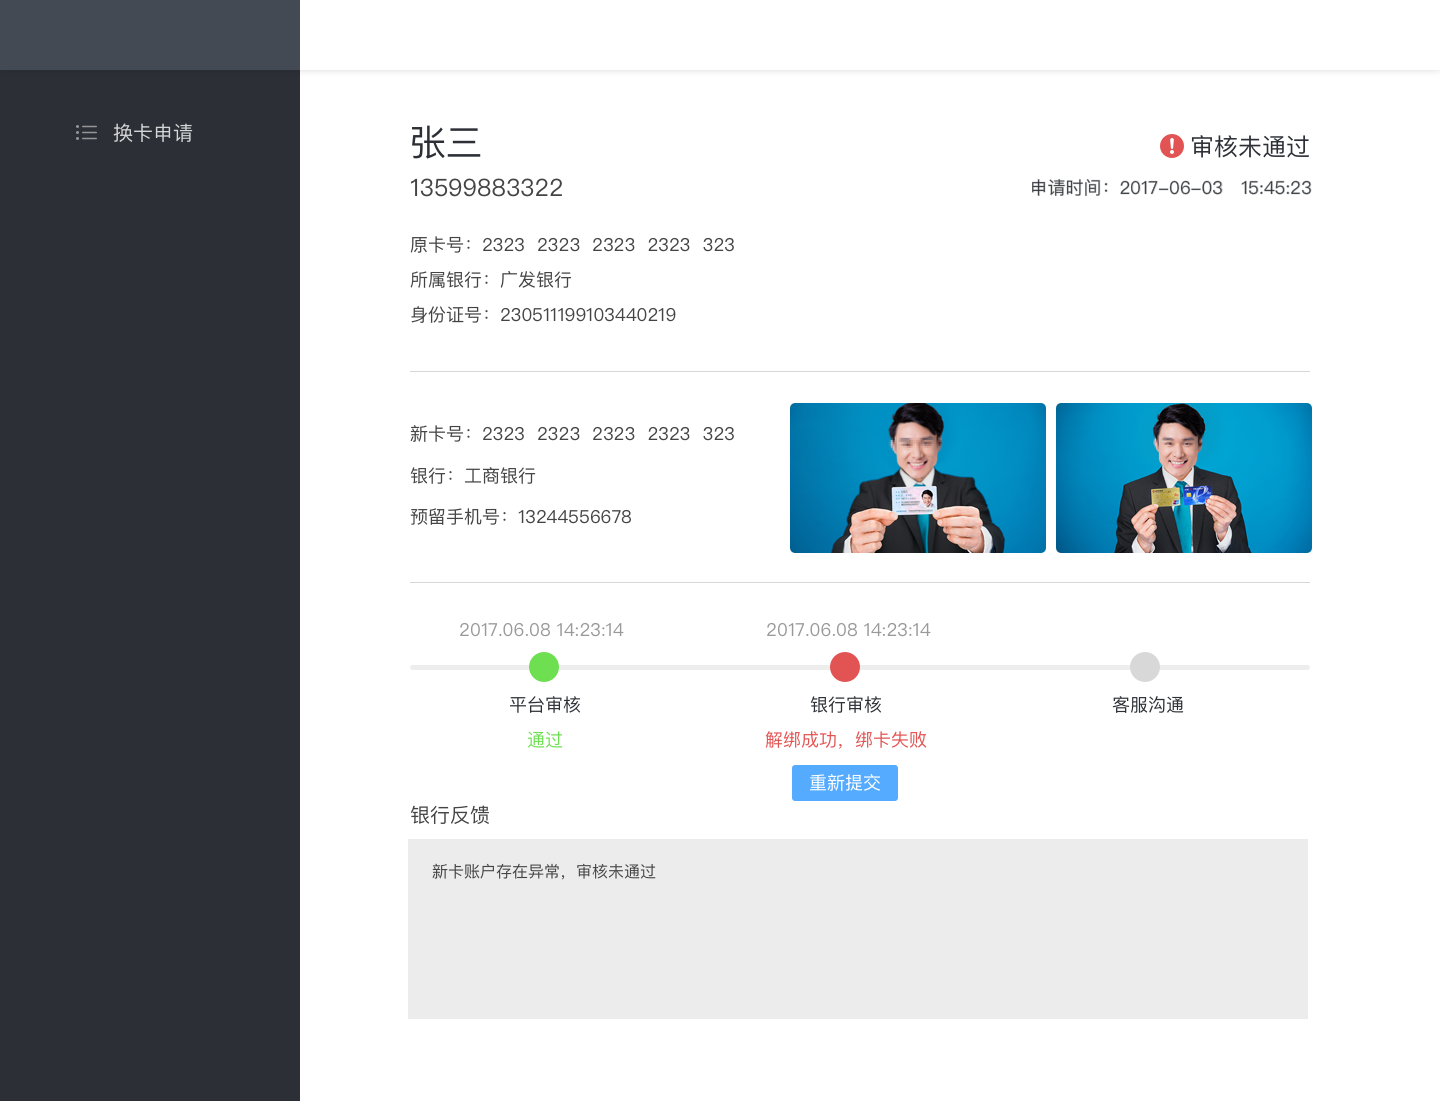 换卡申请
张三
审核未通过
13599883322
申请时间：2017-06-03 15:45:23
原卡号：2323 2323 2323 2323 323
所属银行：广发银行
身份证号：230511199103440219
新卡号：2323 2323 2323 2323 323
银行：工商银行
预留手机号：13244556678
2017.06.08 14:23:14
2017.06.08 14:23:14
平台审核
银行审核
客服沟通
通过
解绑成功，绑卡失败
重新提交
银行反馈
新卡账户存在异常，审核未通过